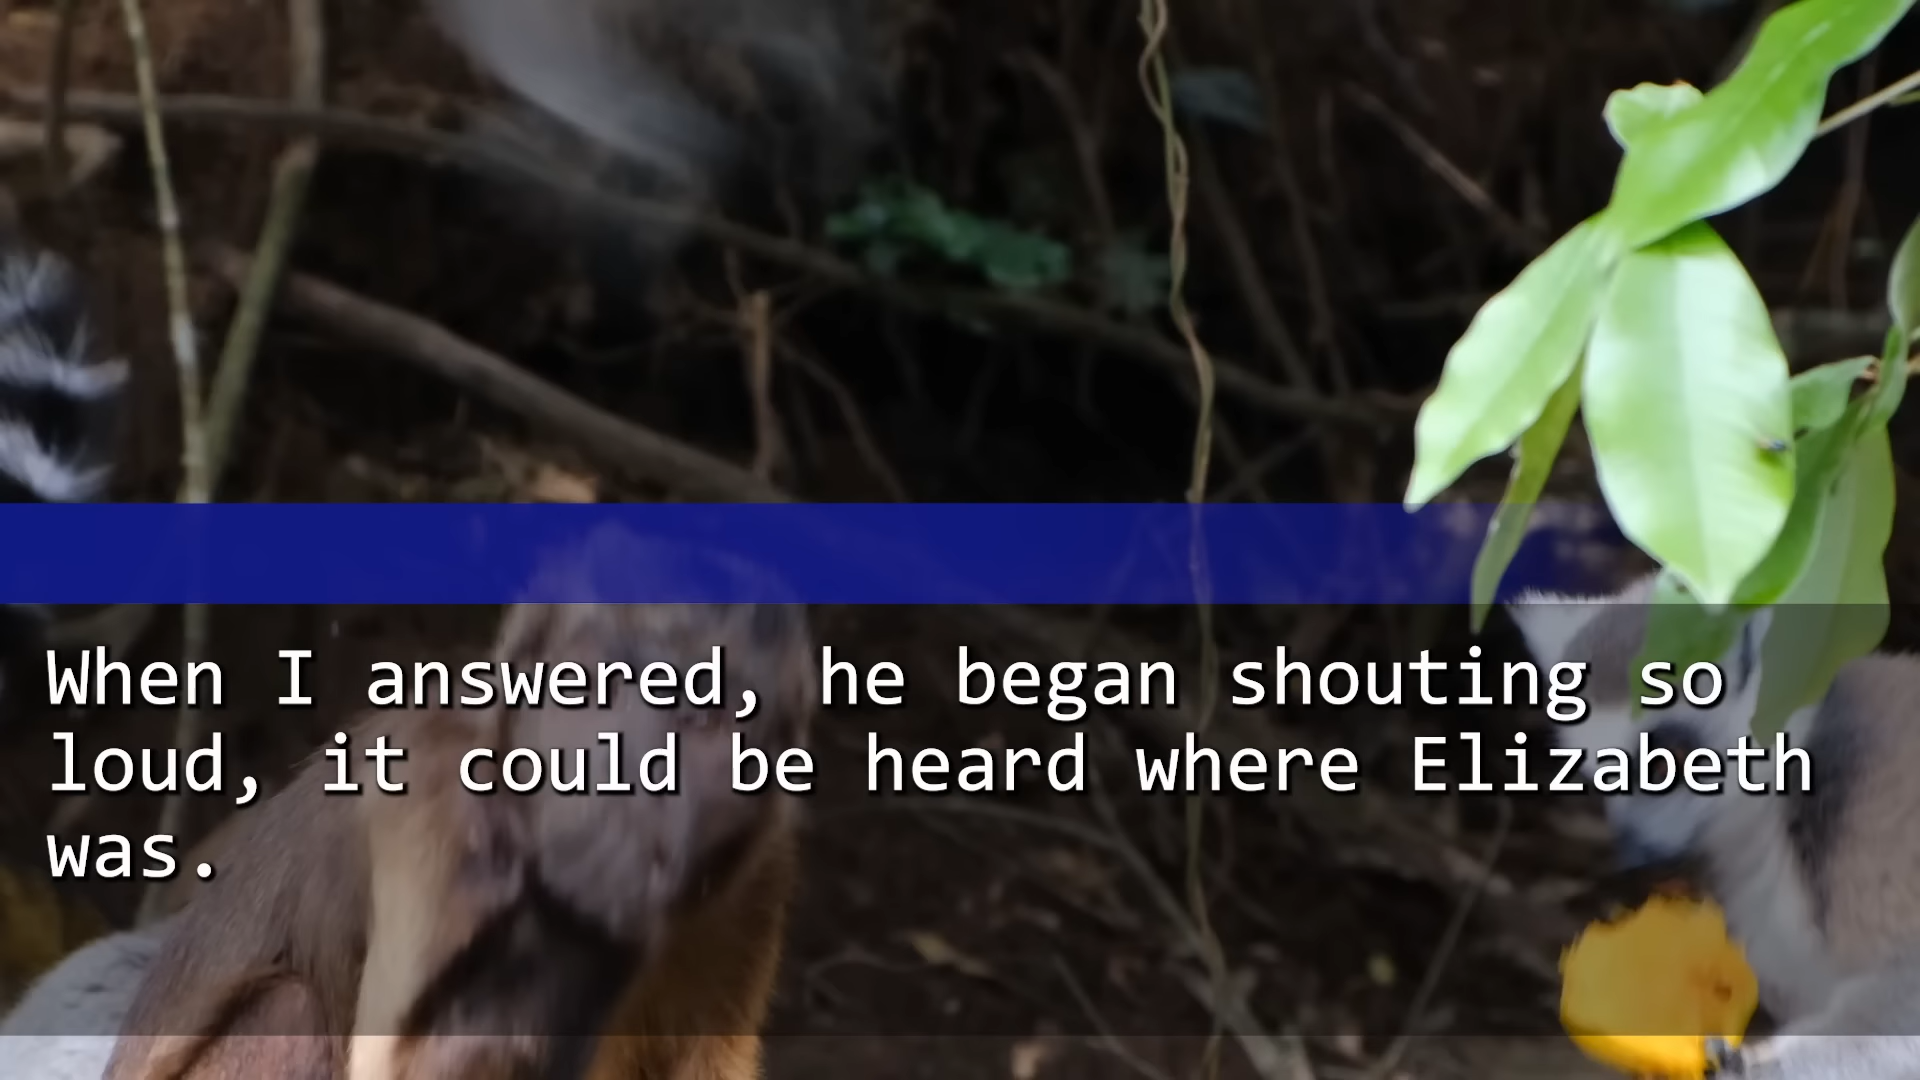 When I answered, he began shouting so
loud, it could be heard where Elizabeth
was.